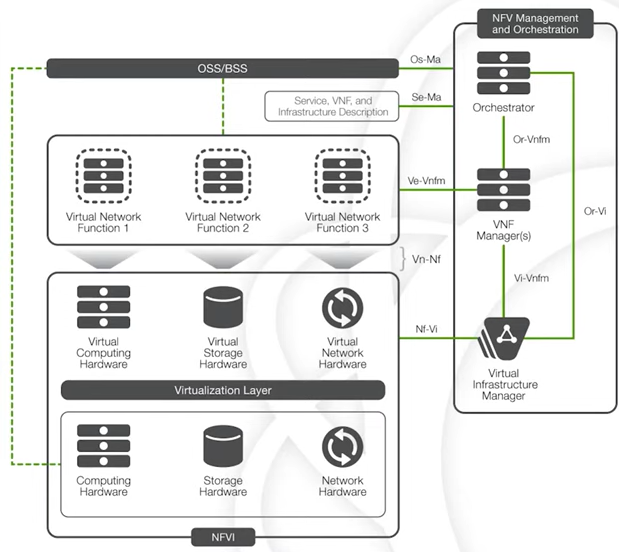 NFV Management
and Orchestration
OSS/BSS
Os-Ma
Service, VNF, and
Infrastructure Description
Se-Ma
Orchestrator
Or-Vnfm
Virtual Network
Function 1
Virtual Network
Function 2
Virtual Network
Function 3
Ve-Vnfm
VNF
Manager(s)
Or-Vi
Vn-Nf
Vi-Vnfm
Virtual
Computing
Hardware
Virtual
Storage
Hardware
Virtual
Network
Hardware
Nf-Vi
Virtual
Infrastructure
Manager
Virtualization Layer
Computing
Hardware
Storage
Hardware
Network
Hardware
NFVI